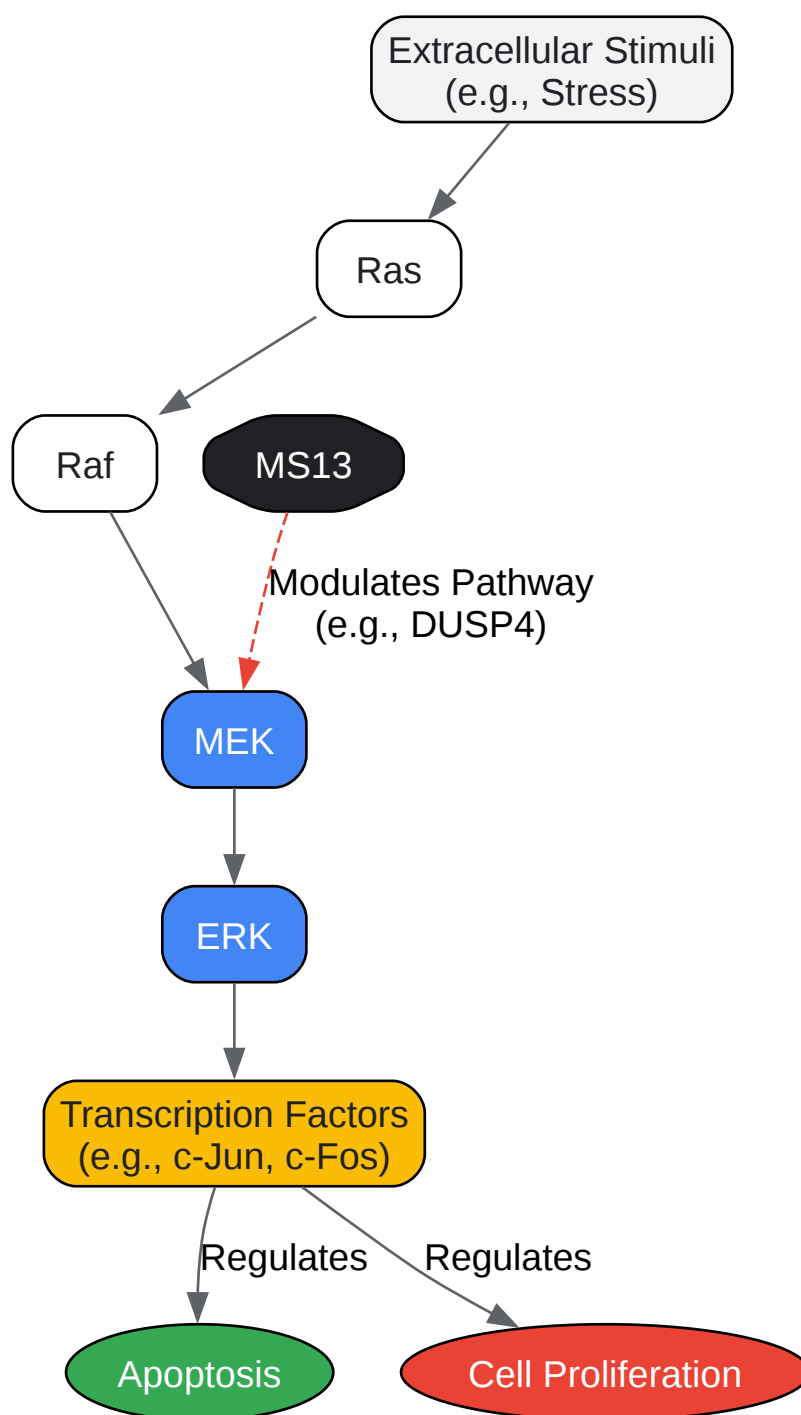 Extracellular Stimuli
(e.g., Stress)
Ras
Raf
MS13
Modulates Pathway
(e.g., DUSP4)
MEK
ERK
Transcription Factors
(e.g., c-Jun, c-Fos)
Regulates
Regulates
Apoptosis
Cell Proliferation